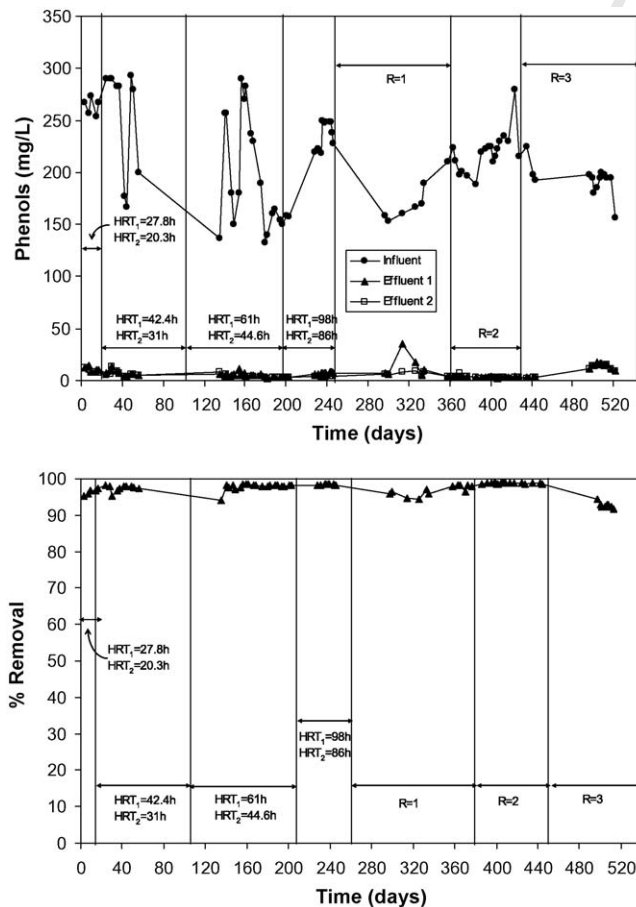 350
300
250
200
150
100
50
0
Phenols (mg/L)
R=1
R=3
HRT1=27.8h
HRT2=20.3h
Influent
Effluent 1
Effluent 2
HRT1=42.4h
HRT2=31h
HRT1=61h
HRT2=44.6h
HRT1=98h
HRT2=86h
R=2
0 40 80 120 160 200 240 280 320 360 400 440 480 520
Time (days)
100
90
80
70
60
50
40
30
20
10
0
% Removal
HRT1=27.8h
HRT2=20.3h
HRT1=98h
HRT2=86h
HRT1=42.4h
HRT2=31h
HRT1=61h
HRT2=44.6h
R=1
R=2
R=3
0 40 80 120 160 200 240 280 320 360 400 440 480 520
Time (days)